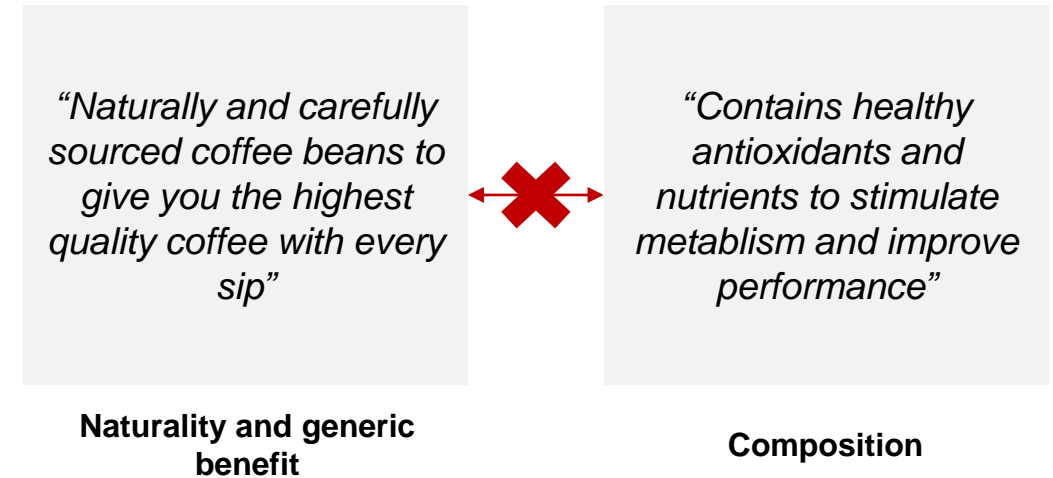 “Naturally and carefully
sourced coffee beans to
give you the highest
quality coffee with every
sip”
“Contains healthy
antioxidants and
nutrients to stimulate
metablism and improve
performance”
Naturality and generic
benefit
Composition